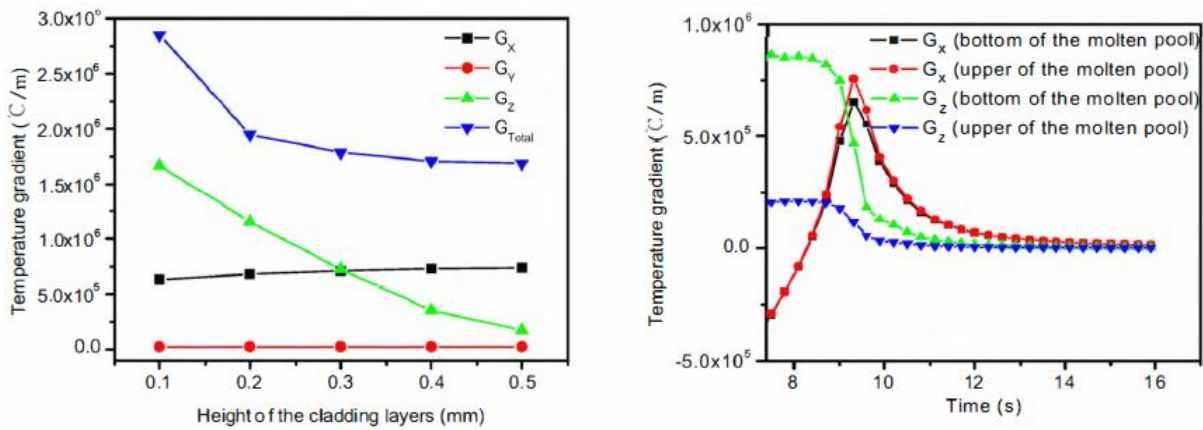 3.0x10⁶
2.5x10⁶
2.0x10⁶
1.5x10⁶
1.0x10⁶
5.0x10⁵
0.0
Temperature gradient (℃/m)
G_X
G_Y
G_Z
G_Total
0.1 0.2 0.3 0.4 0.5
Height of the cladding layers (mm)
1.0x10⁶
5.0x10⁵
0.0
-5.0x10⁵
Temperature gradient (℃/m)
G_x (bottom of the molten pool)
G_x (upper of the molten pool)
G_z (bottom of the molten pool)
G_z (upper of the molten pool)
8 10 12 14 16
Time (s)